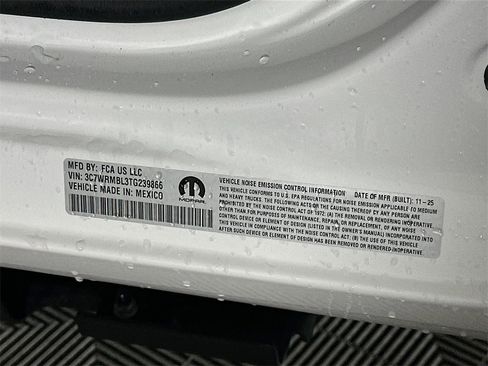 MFD BY: FCA US LLC
VIN: 3C7WRMBL3TG239866
VEHICLE MADE IN: MEXICO
MOPAR
VEHICLE NOISE EMISSION CONTROL INFORMATION DATE OF MFR (BUILT): 11-25
THIS VEHICLE CONFORMS TO U.S. EPA REGULATIONS FOR NOISE EMISSION APPLICABLE TO MEDIUM
AND HEAVY TRUCKS. THE FOLLOWING ACTS OR THE CAUSING THEREOF BY ANY PERSON ARE
PROHIBITED BY THE NOISE CONTROL ACT OF 1972: (A) THE REMOVING OR RENDERING INOPERATIVE
OTHER THAN FOR PURPOSES OF MAINTENANCE, REPAIR, OR REPLACEMENT, OF ANY NOISE
CONTROL DEVICE OR ELEMENT OF DESIGN (LISTED IN THE OWNER'S MANUAL) INCORPORATED INTO
THIS VEHICLE IN COMPLIANCE WITH THE NOISE CONTROL ACT; (B) THE USE OF THIS VEHICLE
AFTER SUCH DEVICE OR ELEMENT OF DESIGN HAS BEEN REMOVED OR RENDERED INOPERATIVE